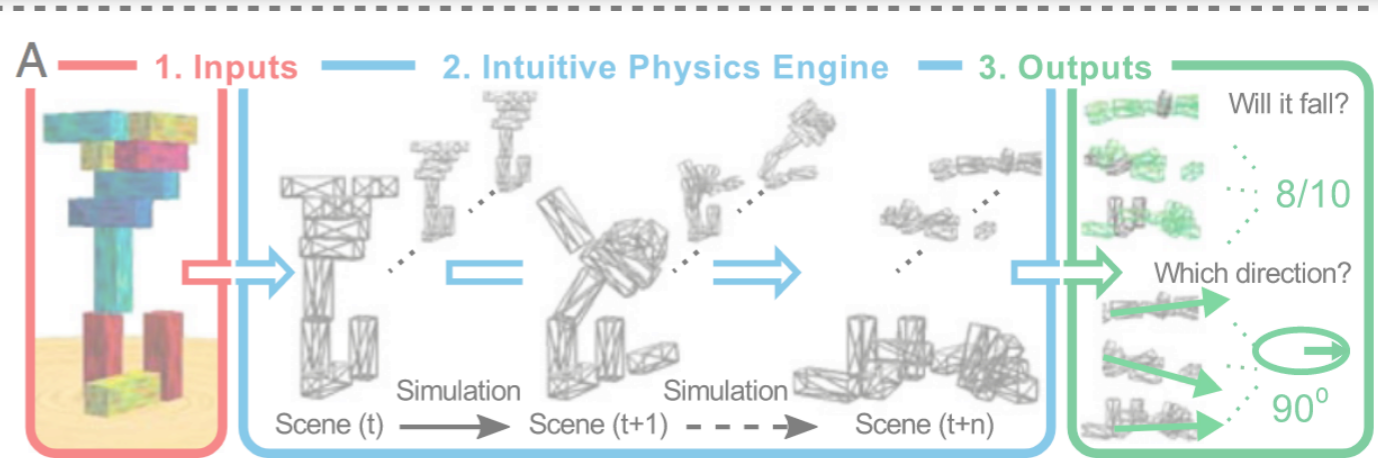 A
1. Inputs
2. Intuitive Physics Engine
3. Outputs
Will it fall?
8/10
Which direction?
90⁰
Simulation
Simulation
Scene (t)
Scene (t+1)
Scene (t+n)